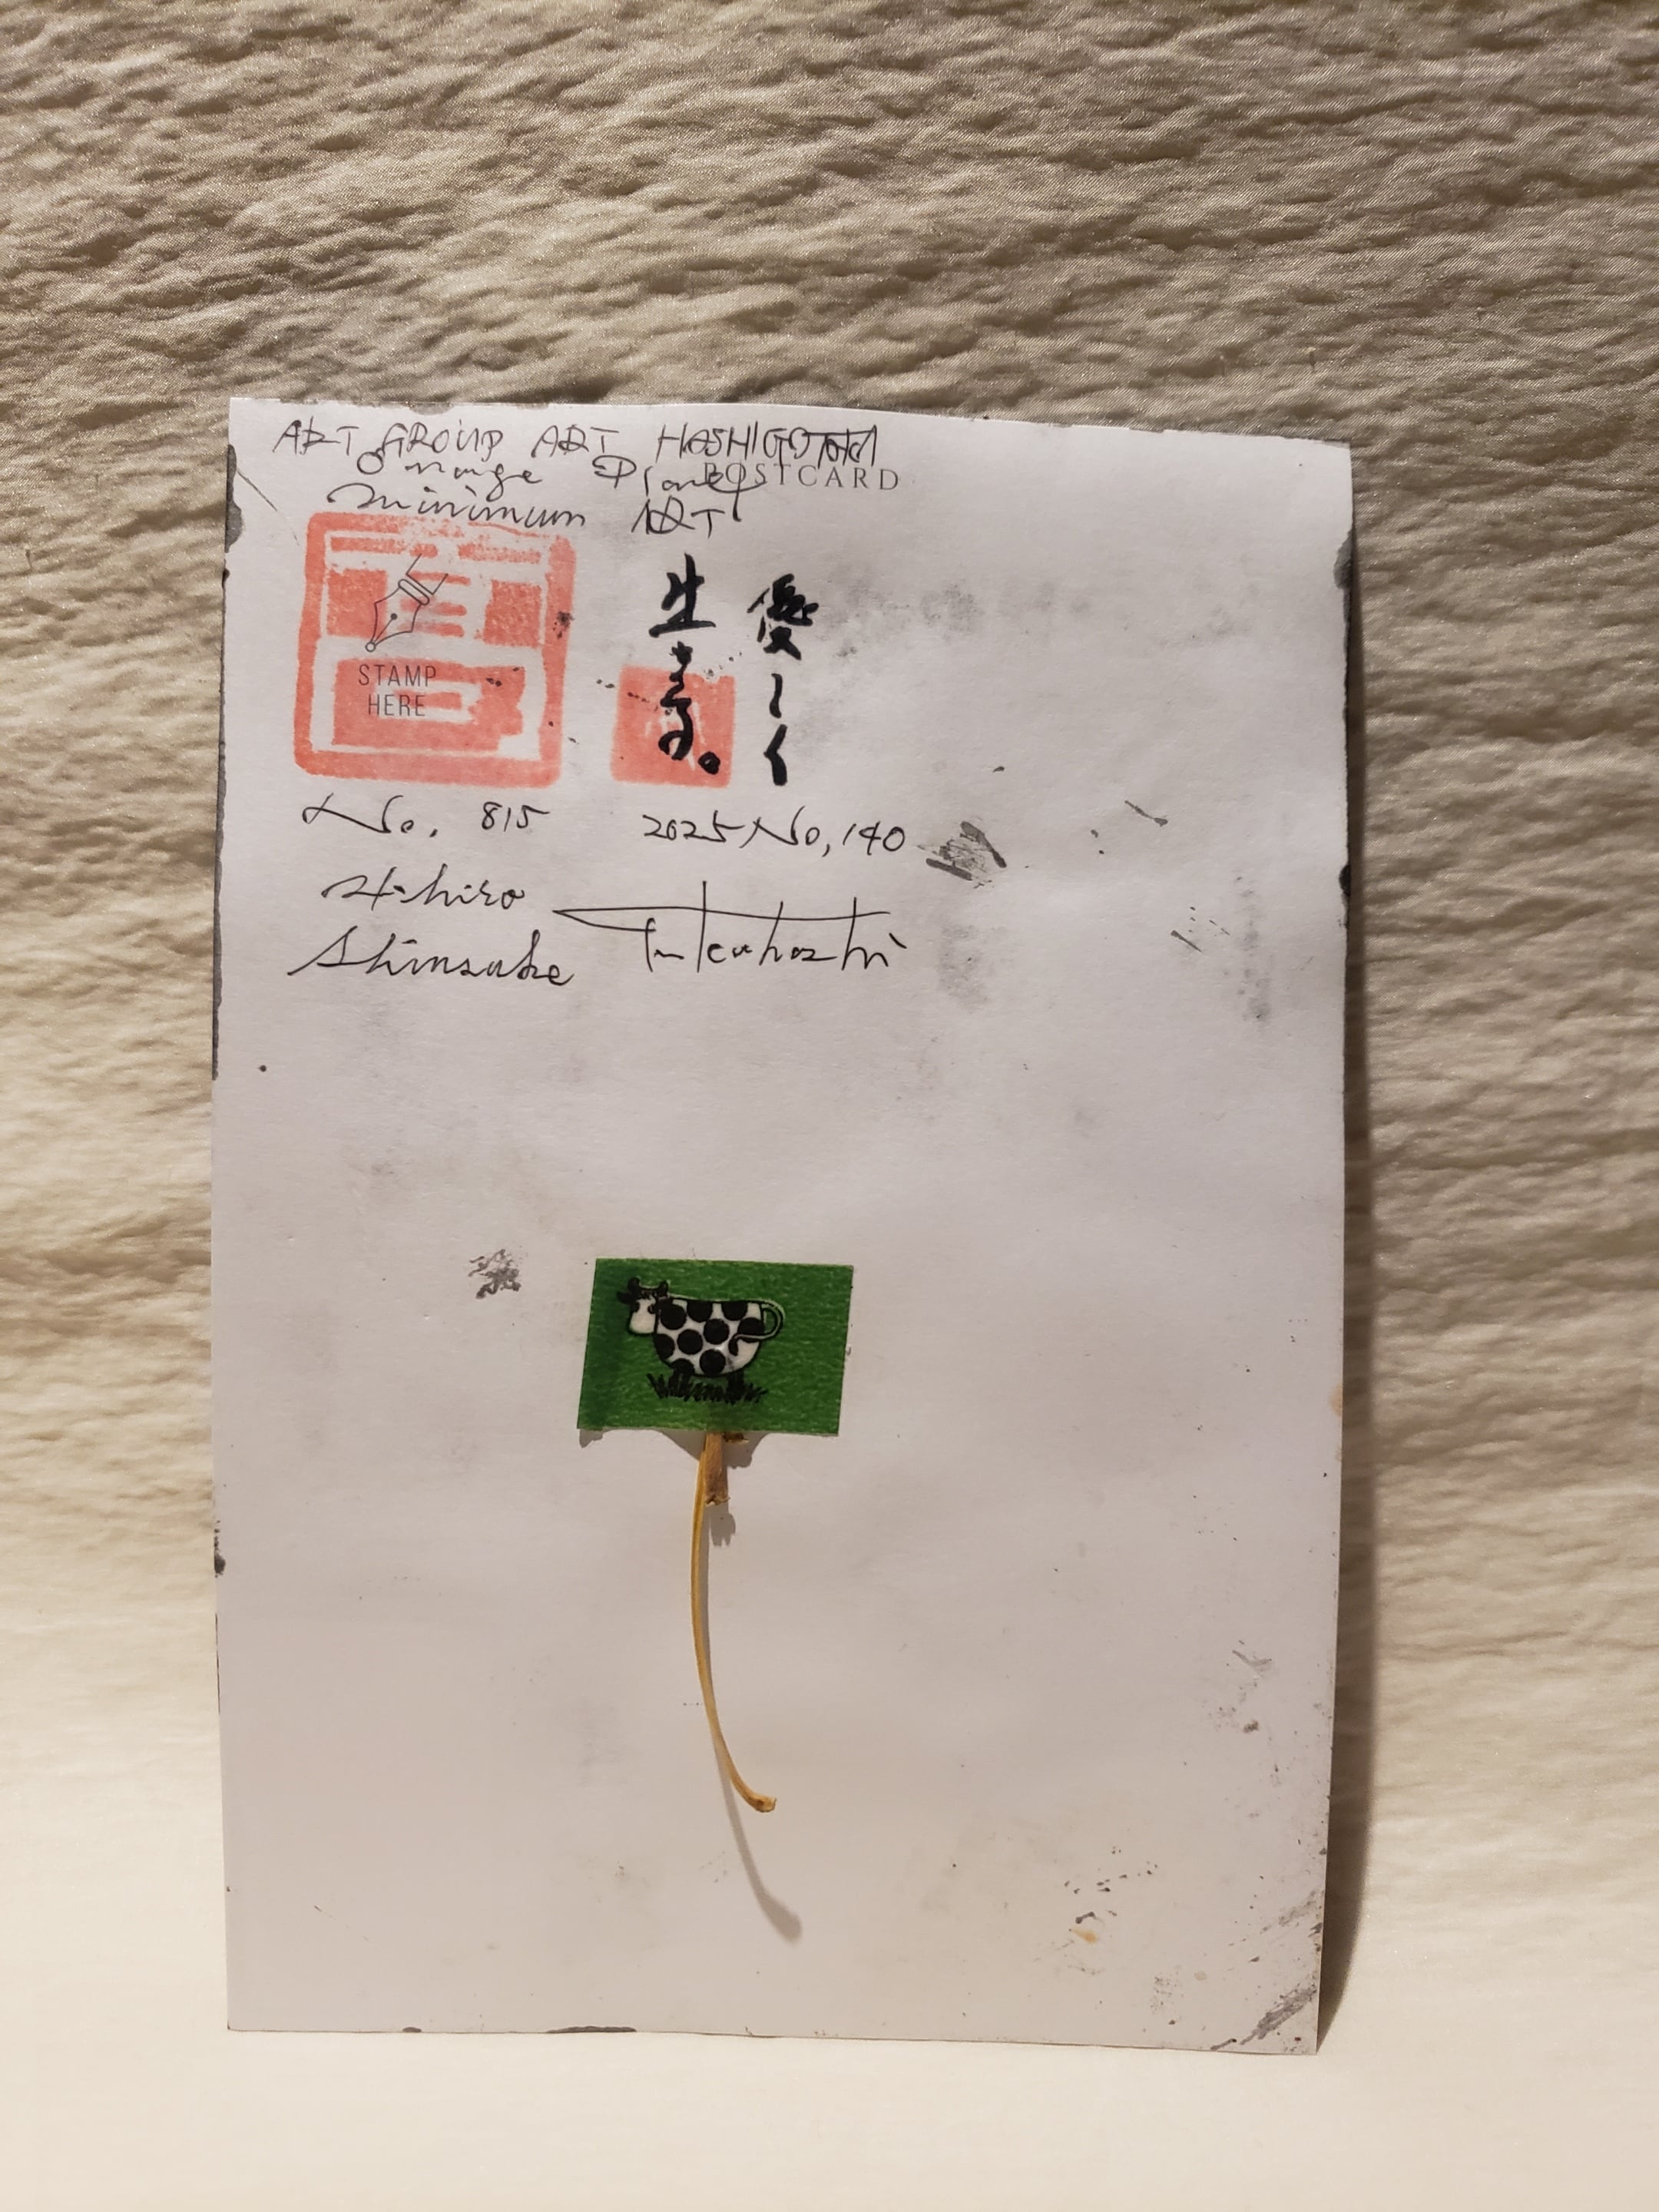 ART GROUP ART HASHIGOTAKA
Orange Planet
POSTCARD
minimum ART
優しく
生きる。
STAMP
HERE
No. 815
2025 No, 140
Shinsuke Takahashi